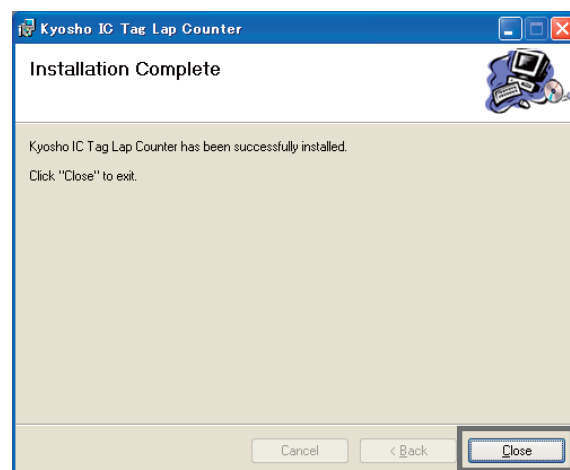 Kyosho IC Tag Lap Counter
Installation Complete
Kyosho IC Tag Lap Counter has been successfully installed.
Click "Close" to exit.
Cancel
< Back
Close